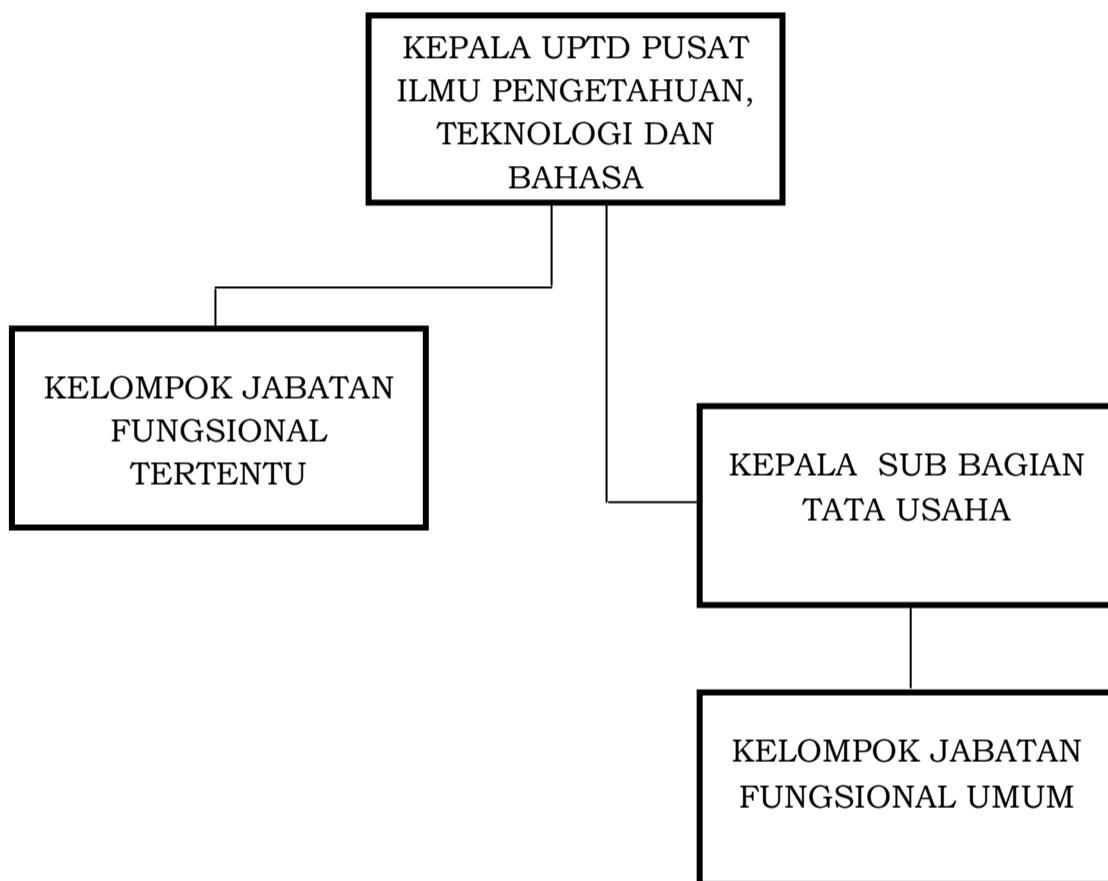 KEPALA UPTD PUSAT
ILMU PENGETAHUAN,
TEKNOLOGI DAN
BAHASA
KELOMPOK JABATAN
FUNGSIONAL
TERTENTU
KEPALA SUB BAGIAN
TATA USAHA
KELOMPOK JABATAN
FUNGSIONAL UMUM